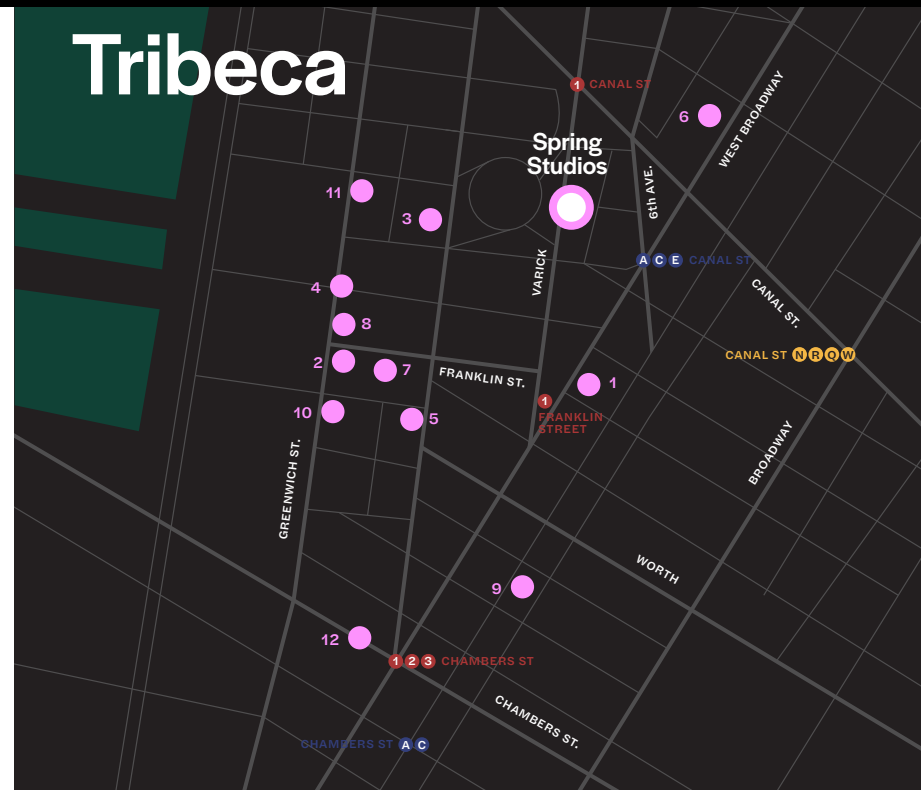 Tribeca
1 CANAL ST
6
WEST BROADWAY
Spring
Studios
6th AVE.
11
3
A C E CANAL ST
VARICK
4
CANAL ST.
8
CANAL ST N R Q W
2
7
FRANKLIN ST.
1
1
FRANKLIN
STREET
10
5
BROADWAY
GREENWICH ST.
WORTH
9
12
1 2 3 CHAMBERS ST
CHAMBERS ST.
CHAMBERS ST A C